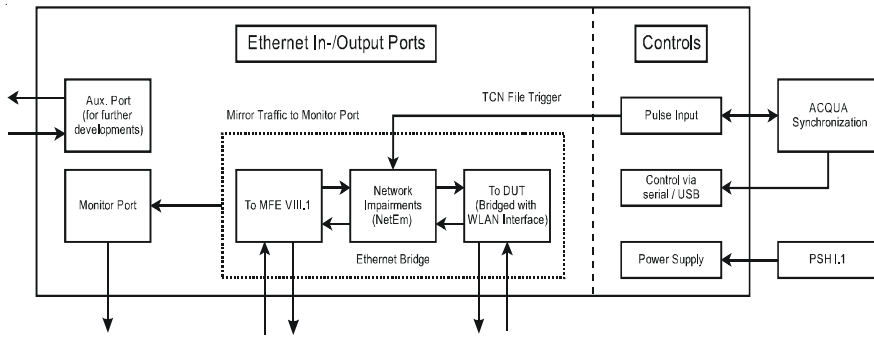 Ethernet In-/Output Ports
Controls
Aux. Port
(for further
developments)
Mirror Traffic to Monitor Port
TCN File Trigger
Pulse Input
ACQUA
Synchronization
Monitor Port
To MFE VIII.1
Network
Impairments
(NetEm)
To DUT
(Bridged with
WLAN Interface)
Control via
serial / USB
Ethernet Bridge
Power Supply
PSH I.1